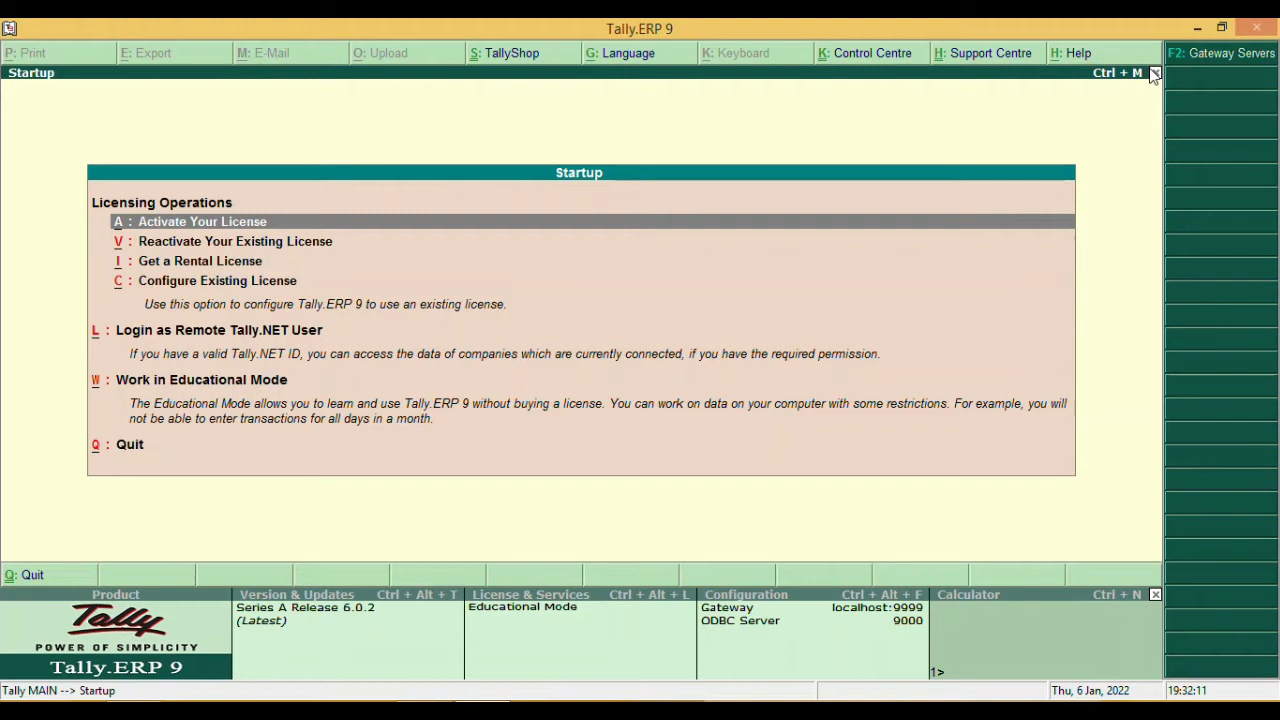 Tally.ERP 9
P: Print E: Export M: E-Mail O: Upload S: TallyShop G: Language K: Keyboard K: Control Centre H: Support Centre H: Help F2: Gateway Servers
Startup Ctrl + M
Startup
Licensing Operations
A : Activate Your License
V : Reactivate Your Existing License
I : Get a Rental License
C : Configure Existing License
Use this option to configure Tally.ERP 9 to use an existing license.
L : Login as Remote Tally.NET User
If you have a valid Tally.NET ID, you can access the data of companies which are currently connected, if you have the required permission.
W : Work in Educational Mode
The Educational Mode allows you to learn and use Tally.ERP 9 without buying a license. You can work on data on your computer with some restrictions. For example, you will
not be able to enter transactions for all days in a month.
Q : Quit
Q: Quit
Product Version & Updates Ctrl + Alt + T License & Services Ctrl + Alt + L Configuration Ctrl + Alt + F Calculator Ctrl + N
Series A Release 6.0.2 Educational Mode Gateway localhost:9999
(Latest) ODBC Server 9000
Tally
POWER OF SIMPLICITY
Tally.ERP 9
1>
Tally MAIN --> Startup Thu, 6 Jan, 2022 19:32:11